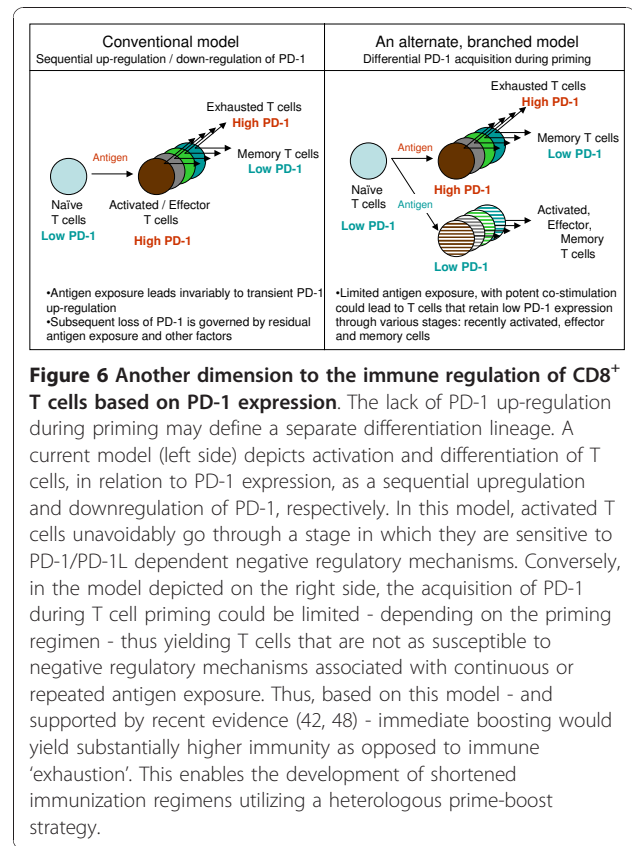 Conventional model
Sequential up-regulation / down-regulation of PD-1
Exhausted T cells
High PD-1
Antigen
Memory T cells
Low PD-1
Naïve
T cells
Low PD-1
Activated / Effector
T cells
High PD-1
•Antigen exposure leads invariably to transient PD-1
up-regulation
•Subsequent loss of PD-1 is governed by residual
antigen exposure and other factors
An alternate, branched model
Differential PD-1 acquisition during priming
Exhausted T cells
High PD-1
Antigen
Memory T cells
Low PD-1
Naïve
T cells
Low PD-1
Antigen
High PD-1
Activated,
Effector,
Memory
T cells
Low PD-1
•Limited antigen exposure, with potent co-stimulation
could lead to T cells that retain low PD-1 expression
through various stages: recently activated, effector
and memory cells
Figure 6 Another dimension to the immune regulation of CD8+
T cells based on PD-1 expression. The lack of PD-1 up-regulation
during priming may define a separate differentiation lineage. A
current model (left side) depicts activation and differentiation of T
cells, in relation to PD-1 expression, as a sequential upregulation
and downregulation of PD-1, respectively. In this model, activated T
cells unavoidably go through a stage in which they are sensitive to
PD-1/PD-1L dependent negative regulatory mechanisms. Conversely,
in the model depicted on the right side, the acquisition of PD-1
during T cell priming could be limited - depending on the priming
regimen - thus yielding T cells that are not as susceptible to
negative regulatory mechanisms associated with continuous or
repeated antigen exposure. Thus, based on this model - and
supported by recent evidence (42, 48) - immediate boosting would
yield substantially higher immunity as opposed to immune
'exhaustion'. This enables the development of shortened
immunization regimens utilizing a heterologous prime-boost
strategy.